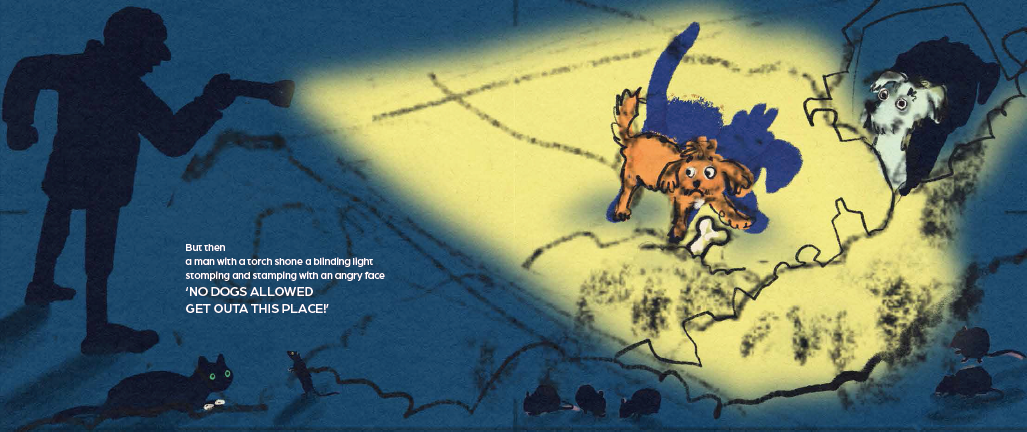 But then
a man with a torch shone a blinding light
stomping and stamping with an angry face
‘NO DOGS ALLOWED
GET OUTA THIS PLACE!’